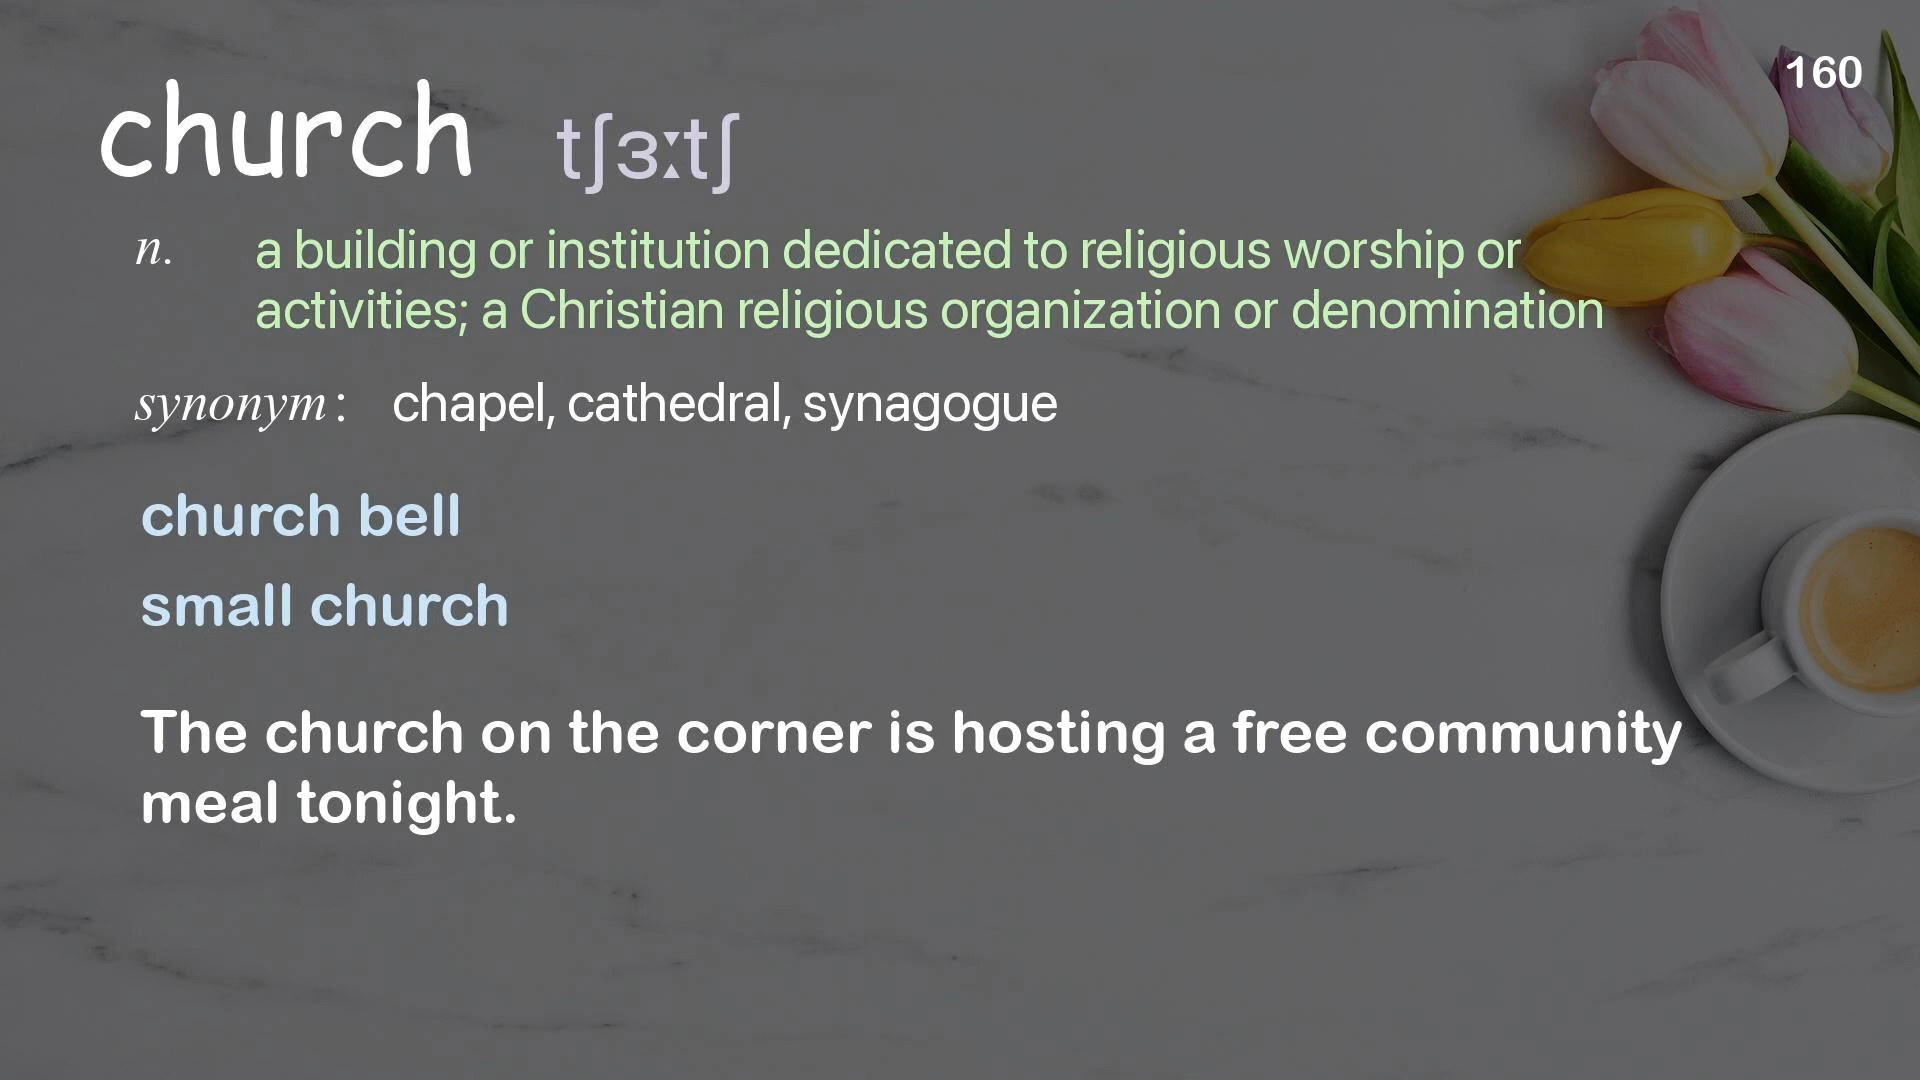 160
church tʃɜːtʃ
n. a building or institution dedicated to religious worship or
activities; a Christian religious organization or denomination
synonym: chapel, cathedral, synagogue
church bell
small church
The church on the corner is hosting a free community
meal tonight.